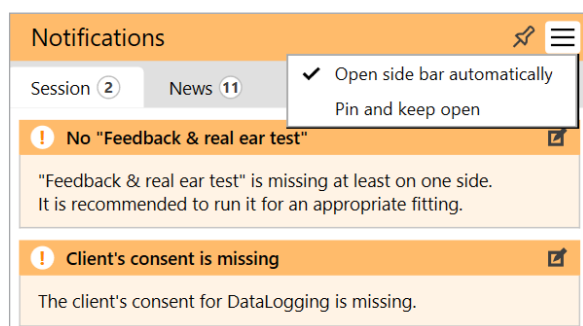 Notifications
Session 2 News 11
✓ Open side bar automatically
Pin and keep open
! No "Feedback & real ear test"
"Feedback & real ear test" is missing at least on one side.
It is recommended to run it for an appropriate fitting.
! Client's consent is missing
The client's consent for DataLogging is missing.